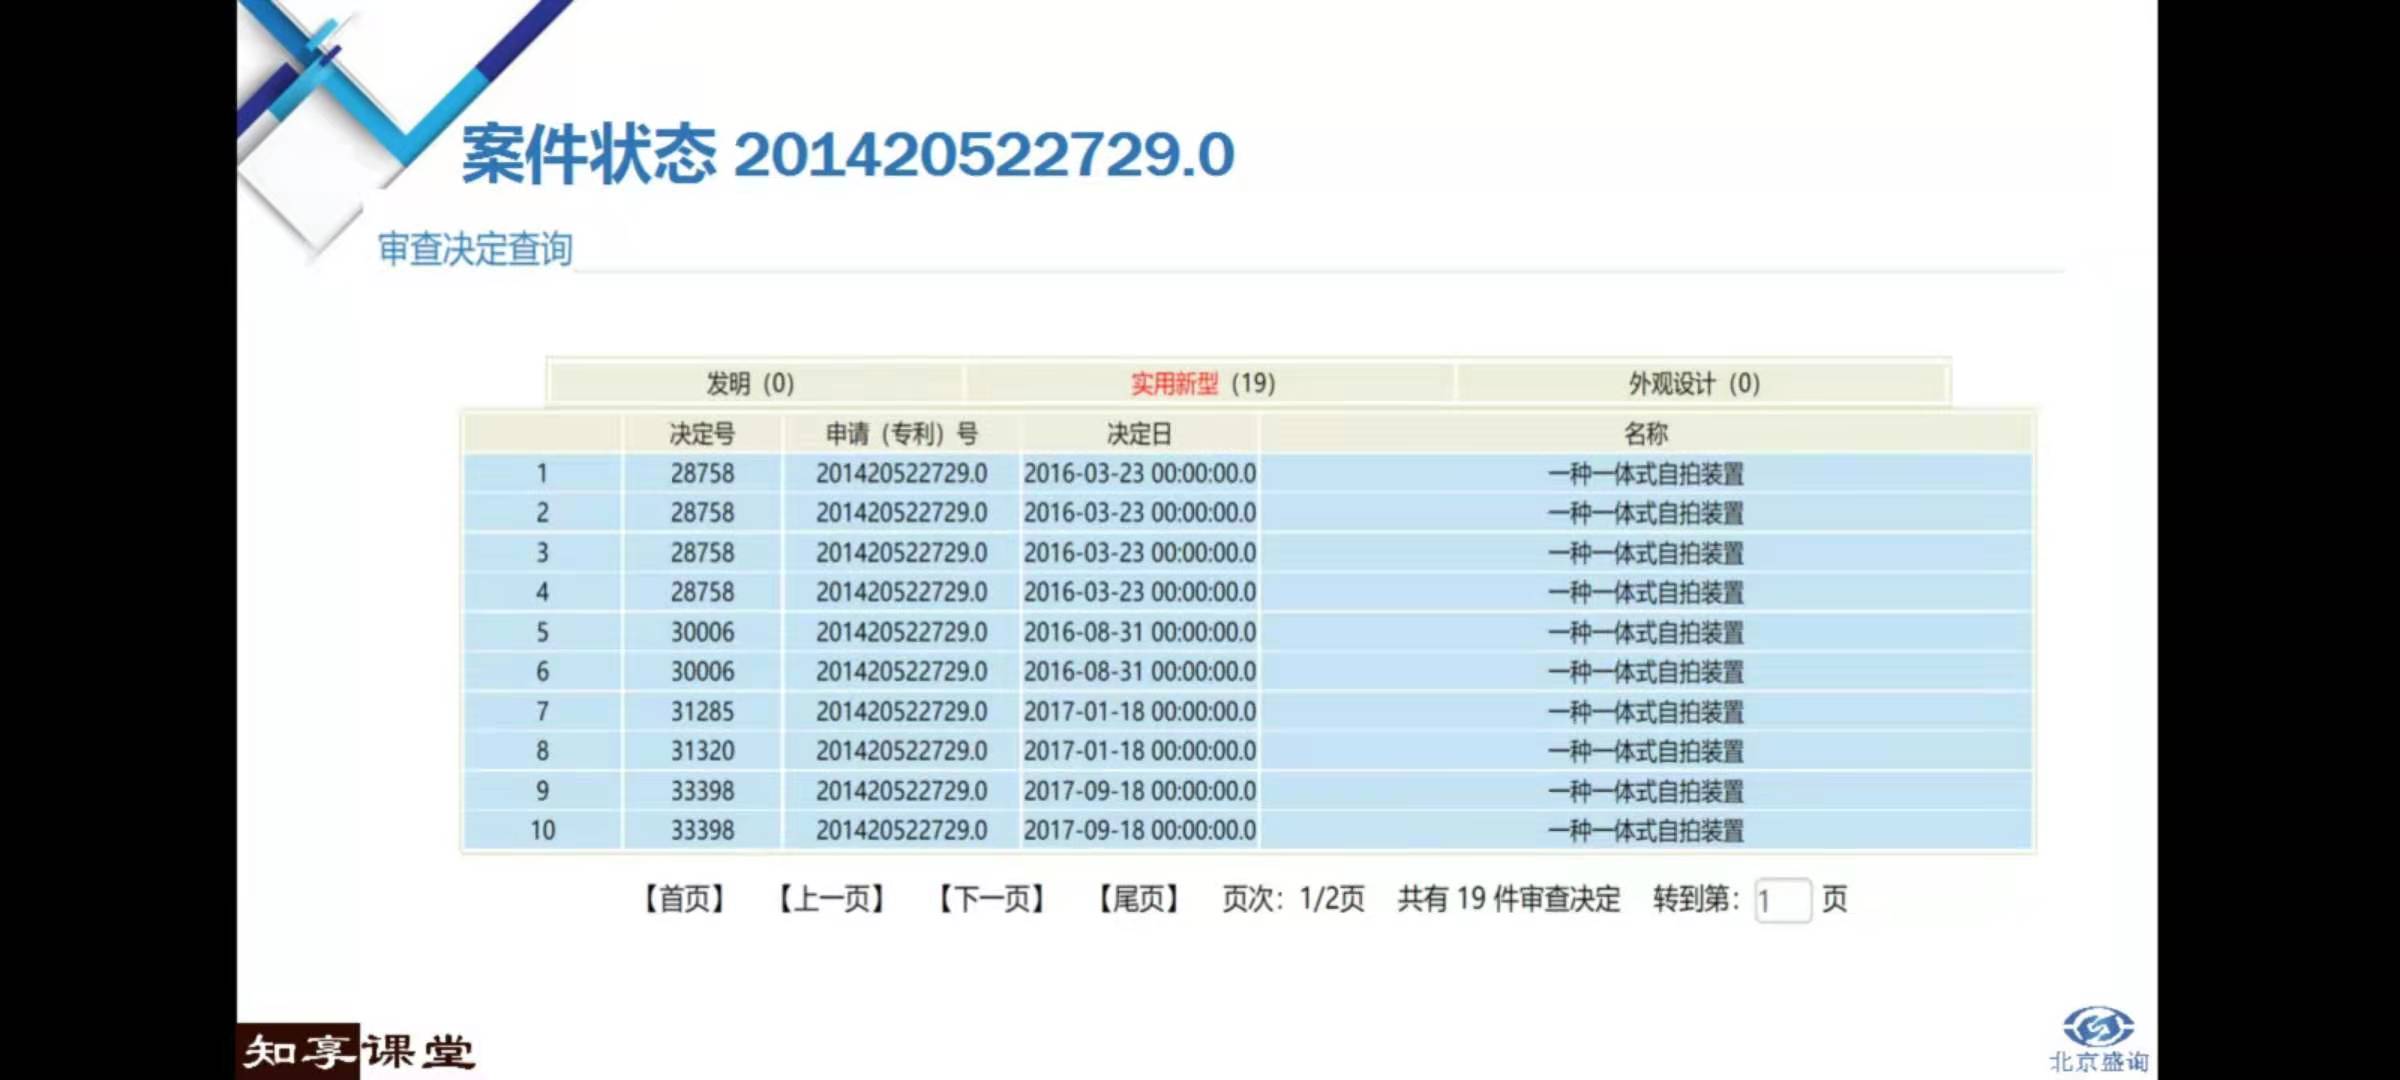 案件状态 201420522729.0
审查决定查询
发明 (0) 实用新型 (19) 外观设计 (0)
决定号 申请（专利）号 决定日 名称
1 28758 201420522729.0 2016-03-23 00:00:00.0 一种一体式自拍装置
2 28758 201420522729.0 2016-03-23 00:00:00.0 一种一体式自拍装置
3 28758 201420522729.0 2016-03-23 00:00:00.0 一种一体式自拍装置
4 28758 201420522729.0 2016-03-23 00:00:00.0 一种一体式自拍装置
5 30006 201420522729.0 2016-08-31 00:00:00.0 一种一体式自拍装置
6 30006 201420522729.0 2016-08-31 00:00:00.0 一种一体式自拍装置
7 31285 201420522729.0 2017-01-18 00:00:00.0 一种一体式自拍装置
8 31320 201420522729.0 2017-01-18 00:00:00.0 一种一体式自拍装置
9 33398 201420522729.0 2017-09-18 00:00:00.0 一种一体式自拍装置
10 33398 201420522729.0 2017-09-18 00:00:00.0 一种一体式自拍装置
【首页】 【上一页】 【下一页】 【尾页】 页次：1/2页 共有 19 件审查决定 转到第：1 页
知享课堂
北京盛询